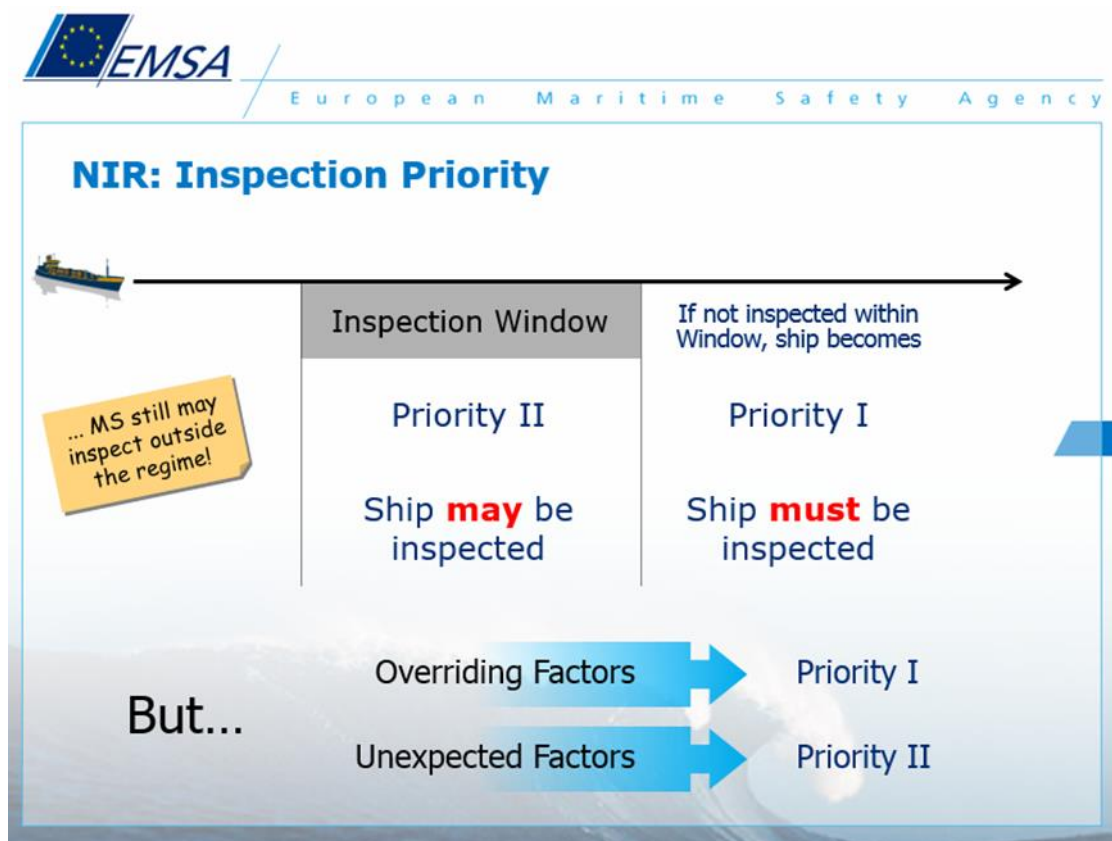 EMSA
European Maritime Safety Agency
NIR: Inspection Priority
Inspection Window
If not inspected within
Window, ship becomes
... MS still may
inspect outside
the regime!
Priority II
Priority I
Ship may be
inspected
Ship must be
inspected
But...
Overriding Factors
Priority I
Unexpected Factors
Priority II